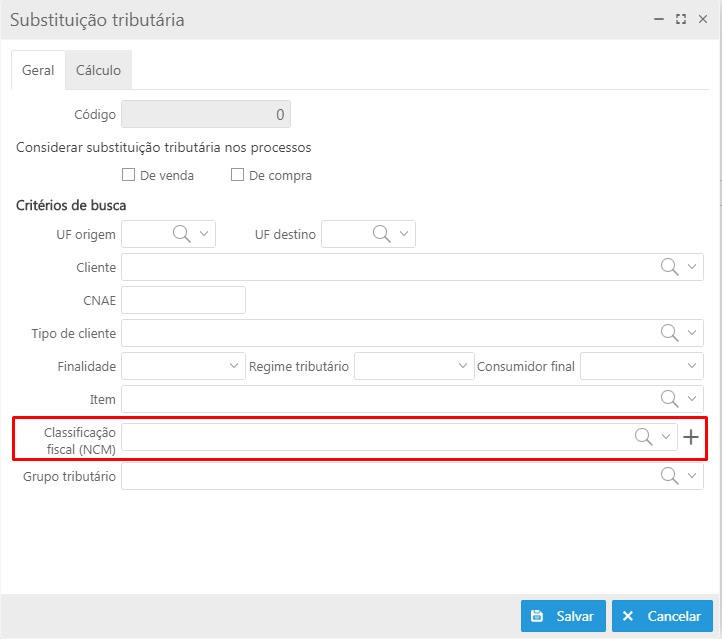 Substituição tributária
Geral Cálculo
Código 0
Considerar substituição tributária nos processos
De venda De compra
Critérios de busca
UF origem UF destino
Cliente
CNAE
Tipo de cliente
Finalidade Regime tributário Consumidor final
Item
Classificação
fiscal (NCM)
Grupo tributário
Salvar Cancelar